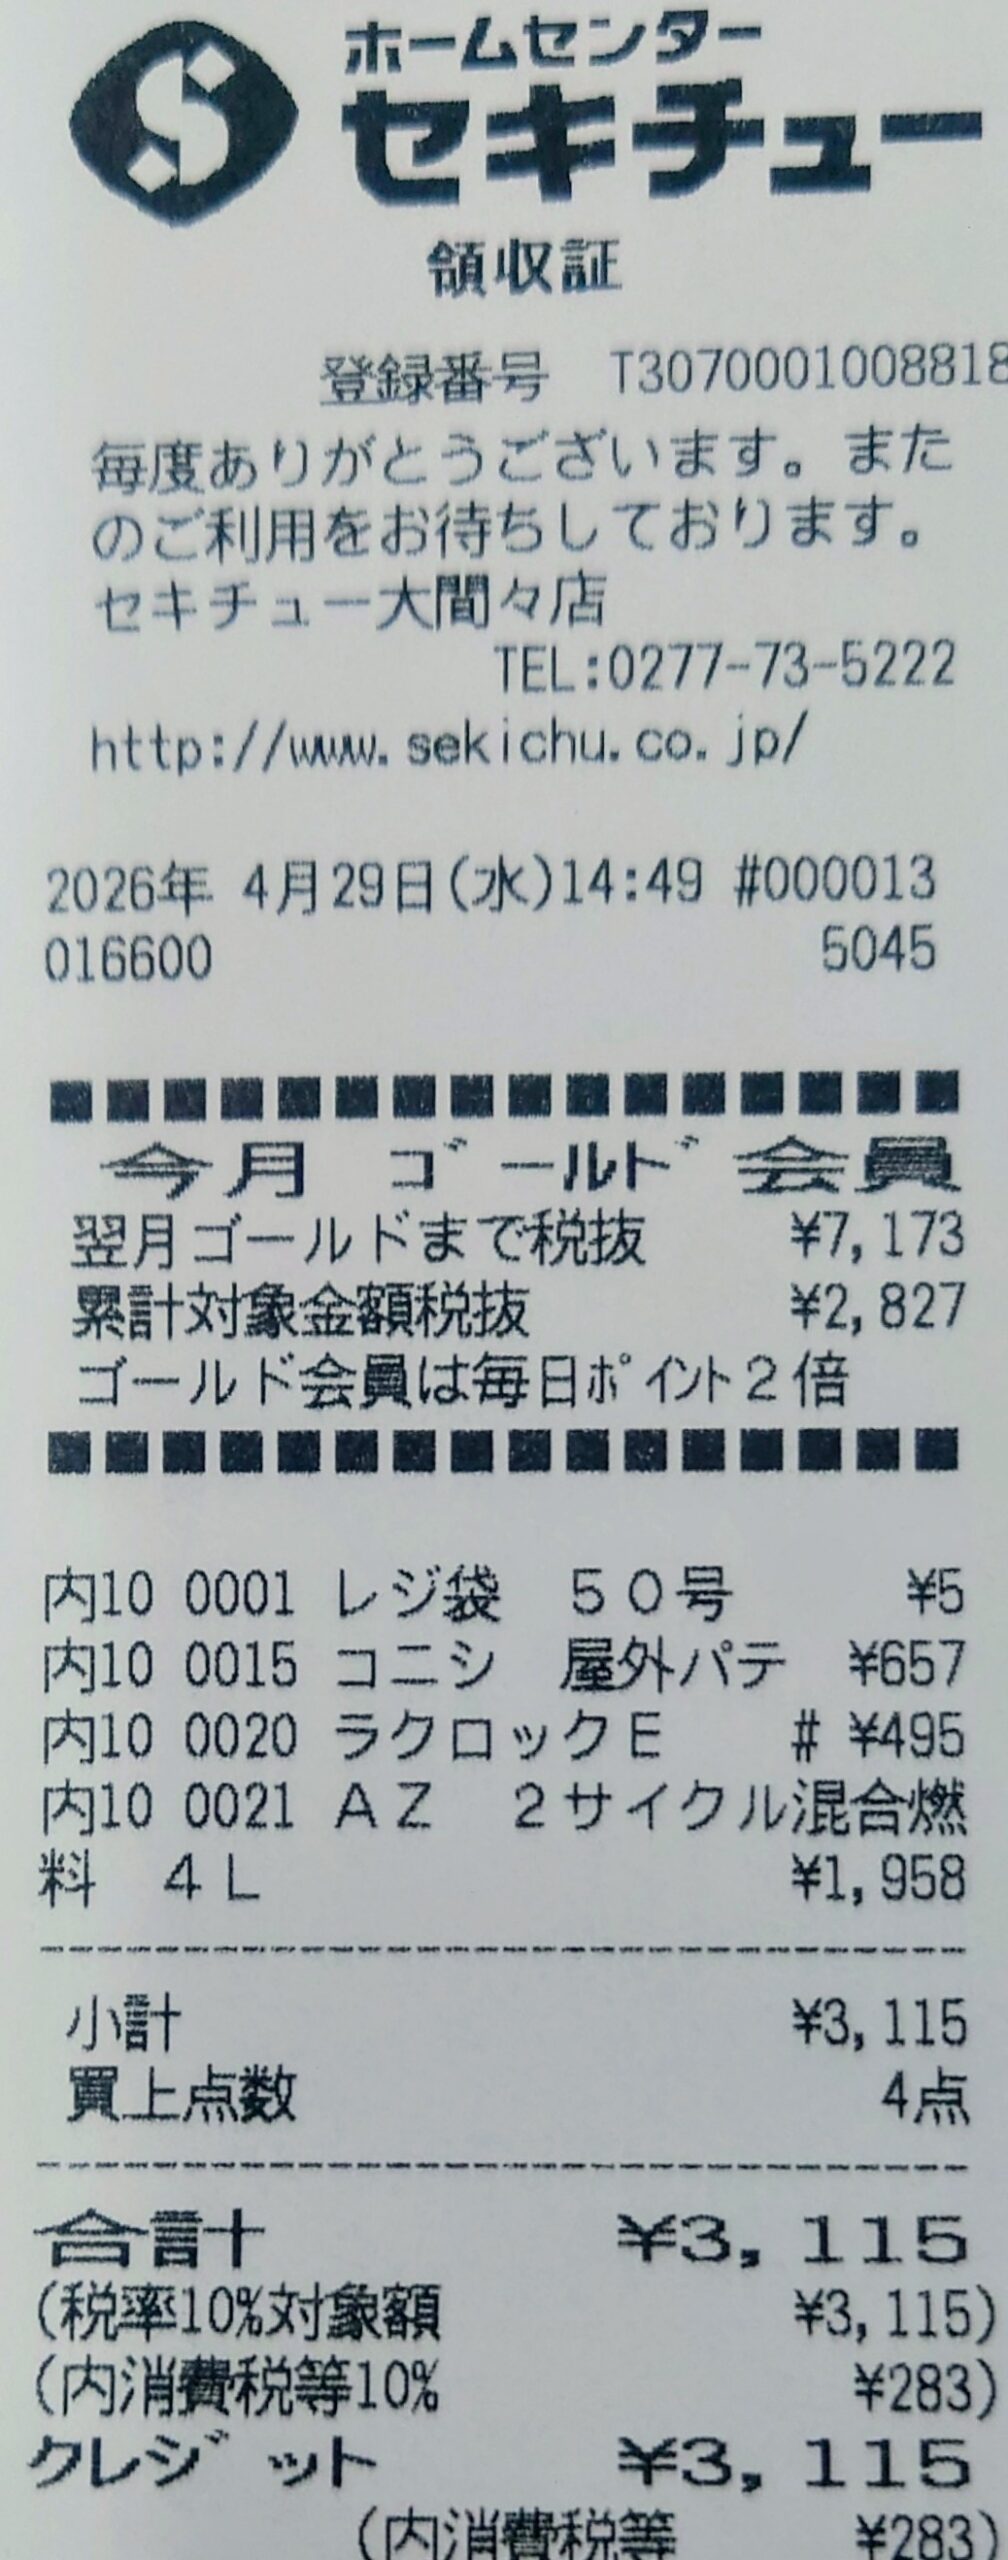 ホームセンター
セキチュー
領収証
登録番号 T3070001008818
毎度ありがとうございます。また
のご利用をお待ちしております。
セキチュー大間々店
TEL:0277-73-5222
http://www.sekichu.co.jp/
2026年 4月29日(水)14:49 #000013
016600 5045
■■■■■■■■■■■■■■■■
今月 ゴールド 会員
翌月ゴールドまで税抜 ¥7,173
累計対象金額税抜 ¥2,827
ゴールド会員は毎日ﾎﾟｲﾝﾄ2倍
■■■■■■■■■■■■■■■■
内10 0001 レジ袋 50号 ¥5
内10 0015 コニシ 屋外パテ ¥657
内10 0020 ラクロックE # ¥495
内10 0021 AZ 2サイクル混合燃
料 4L ¥1,958
小計 ¥3,115
買上点数 4点
合計 ¥3,115
(税率10%対象額 ¥3,115)
(内消費税等10% ¥283)
クレジット ¥3,115
(内消費税等 ¥283)